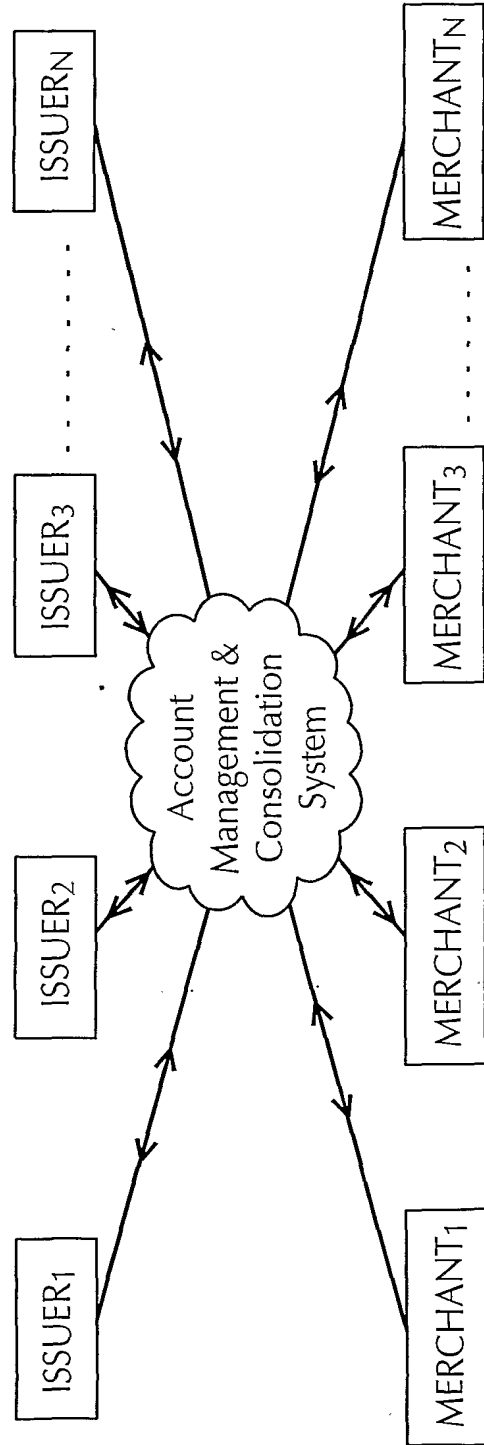 ISSUER₁
ISSUER₂
ISSUER₃
ISSUERN
Account
Management &
Consolidation
System
MERCHANT₁
MERCHANT₂
MERCHANT₃
MERCHANTN